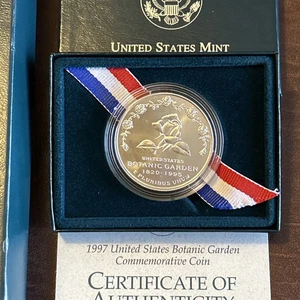 UNITED STATES MINT
UNITED STATES
BOTANIC GARDEN
1820-1995
E PLURIBUS UNUM
1997 United States Botanic Garden
Commemorative Coin
CERTIFICATE OF
AUTHENTICITY